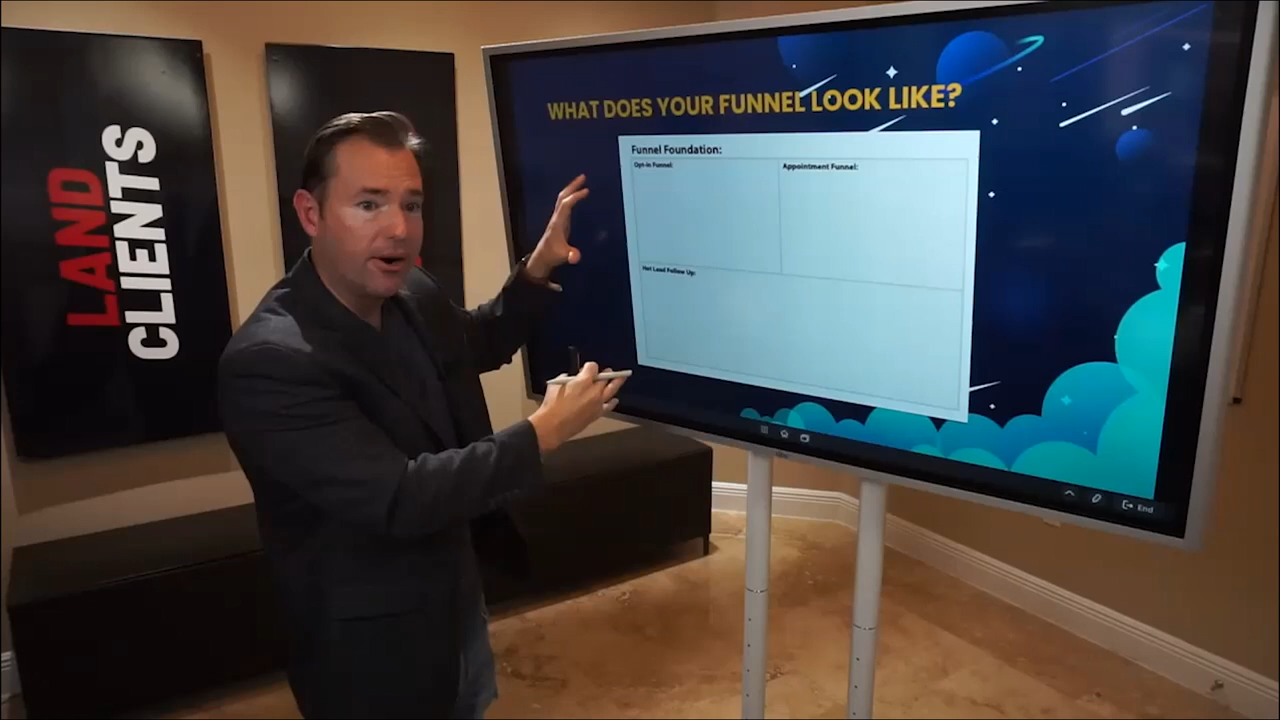 LAND
CLIENTS
WHAT DOES YOUR FUNNEL LOOK LIKE?
Funnel Foundation:
Opt-in Funnel:
Appointment Funnel:
Hot Lead Follow Up:
End